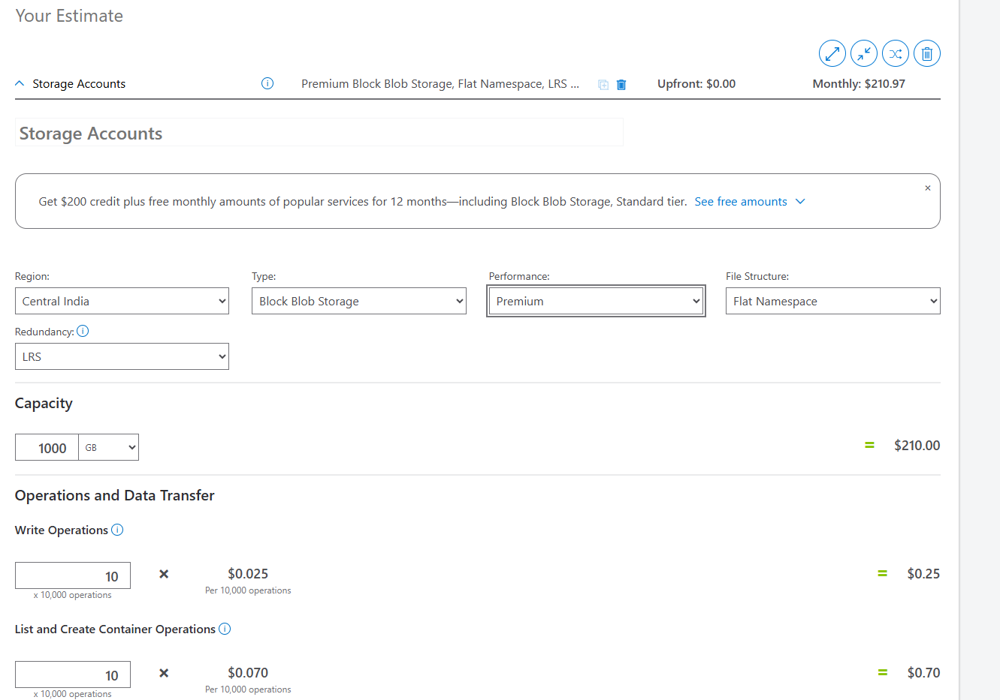 Your Estimate
Storage Accounts
Premium Block Blob Storage, Flat Namespace, LRS ...
Upfront: $0.00
Monthly: $210.97
Storage Accounts
Get $200 credit plus free monthly amounts of popular services for 12 months—including Block Blob Storage, Standard tier. See free amounts
Region:
Type:
Performance:
File Structure:
Central India
Block Blob Storage
Premium
Flat Namespace
Redundancy:
LRS
Capacity
1000 GB
= $210.00
Operations and Data Transfer
Write Operations
10
× $0.025
= $0.25
x 10,000 operations
Per 10,000 operations
List and Create Container Operations
10
× $0.070
= $0.70
x 10,000 operations
Per 10,000 operations